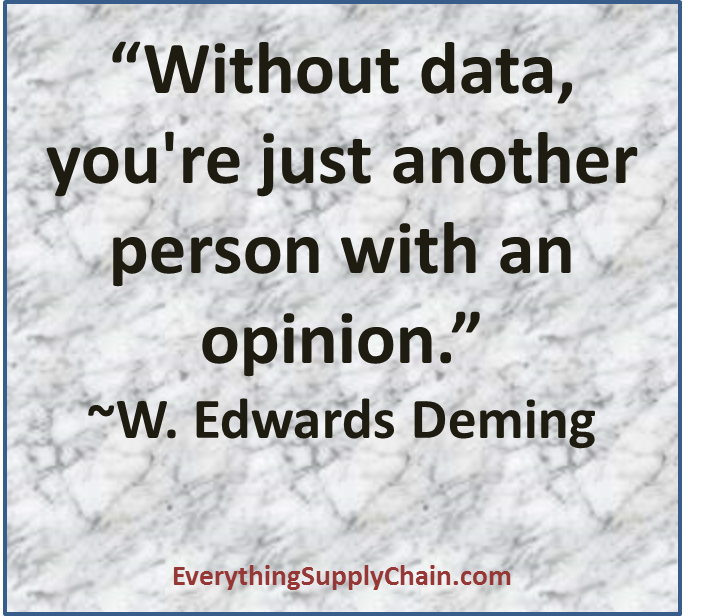 “Without data,
you're just another
person with an
opinion.”
~W. Edwards Deming
EverythingSupplyChain.com